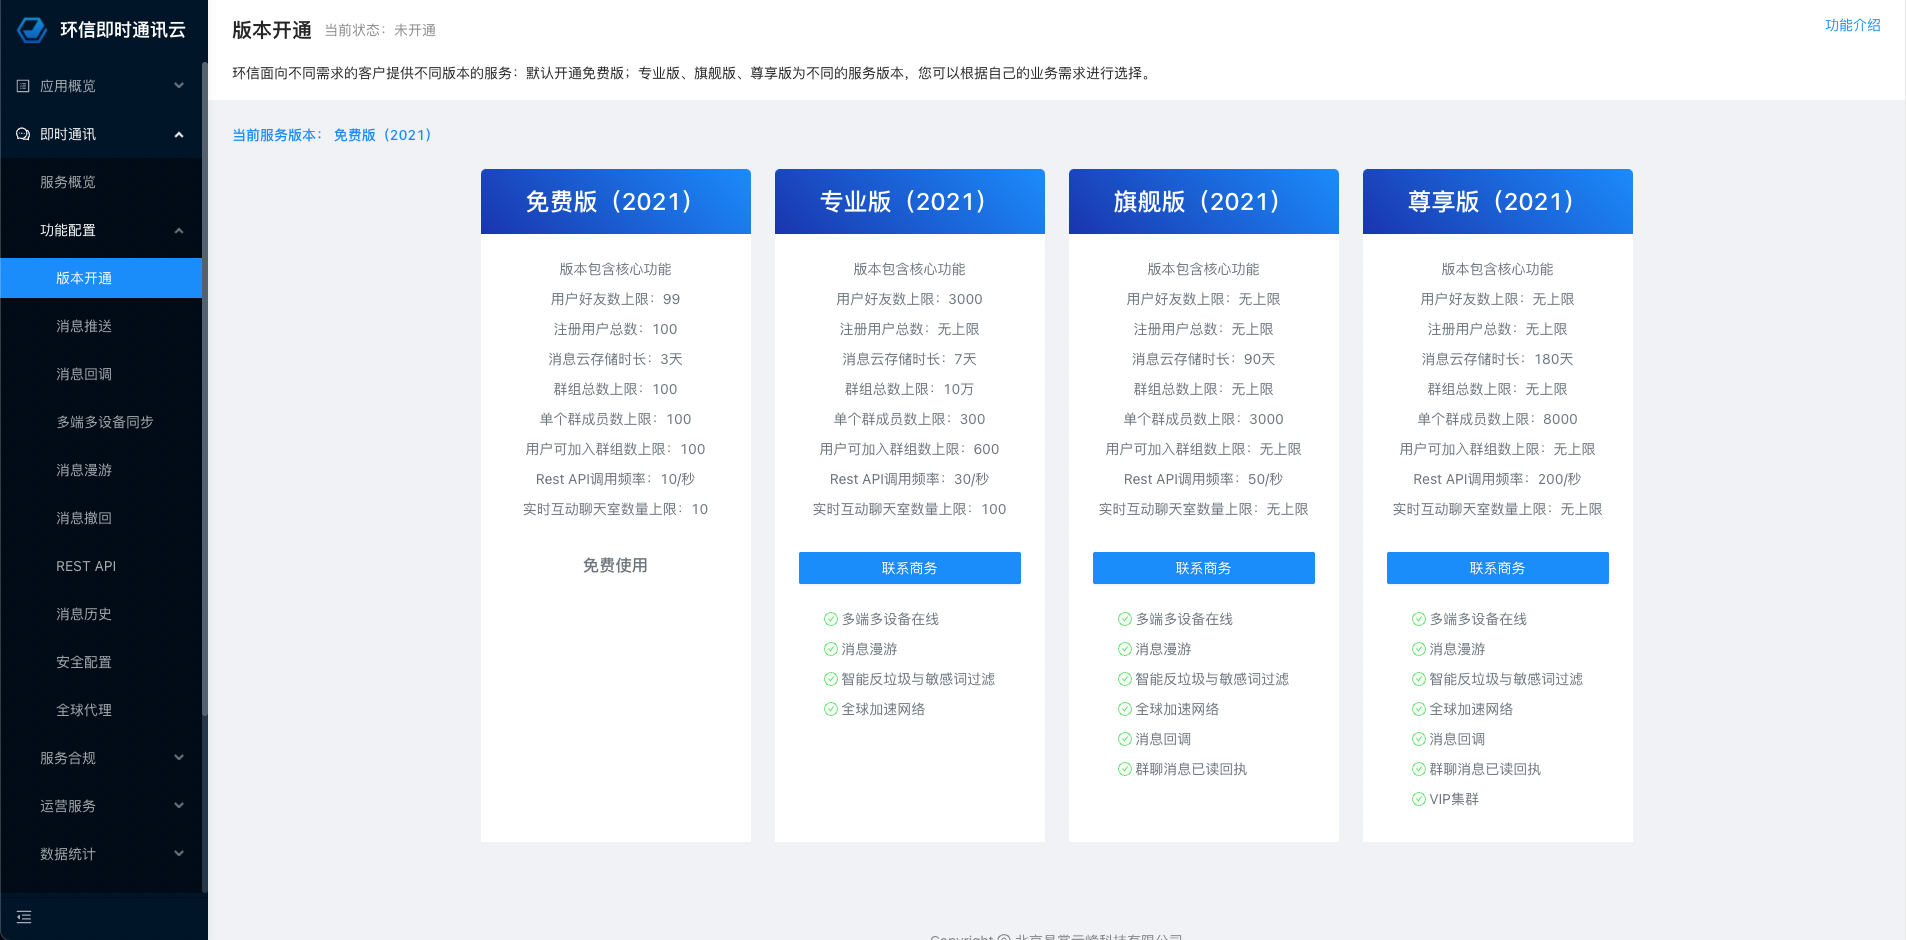 环信即时通讯云
应用概览
即时通讯
服务概览
功能配置
版本开通
消息推送
消息回调
多端多设备同步
消息漫游
消息撤回
REST API
消息历史
安全配置
全球代理
服务合规
运营服务
数据统计
版本开通 当前状态：未开通
功能介绍
环信面向不同需求的客户提供不同版本的服务：默认开通免费版；专业版、旗舰版、尊享版为不同的服务版本，您可以根据自己的业务需求进行选择。
当前服务版本： 免费版（2021）
免费版（2021）
版本包含核心功能
用户好友数上限：99
注册用户总数：100
消息云存储时长：3天
群组总数上限：100
单个群成员数上限：100
用户可加入群组数上限：100
Rest API调用频率：10/秒
实时互动聊天室数量上限：10
免费使用
专业版（2021）
版本包含核心功能
用户好友数上限：3000
注册用户总数：无上限
消息云存储时长：7天
群组总数上限：10万
单个群成员数上限：300
用户可加入群组数上限：600
Rest API调用频率：30/秒
实时互动聊天室数量上限：100
联系商务
多端多设备在线
消息漫游
智能反垃圾与敏感词过滤
全球加速网络
旗舰版（2021）
版本包含核心功能
用户好友数上限：无上限
注册用户总数：无上限
消息云存储时长：90天
群组总数上限：无上限
单个群成员数上限：3000
用户可加入群组数上限：无上限
Rest API调用频率：50/秒
实时互动聊天室数量上限：无上限
联系商务
多端多设备在线
消息漫游
智能反垃圾与敏感词过滤
全球加速网络
消息回调
群聊消息已读回执
尊享版（2021）
版本包含核心功能
用户好友数上限：无上限
注册用户总数：无上限
消息云存储时长：180天
群组总数上限：无上限
单个群成员数上限：8000
用户可加入群组数上限：无上限
Rest API调用频率：200/秒
实时互动聊天室数量上限：无上限
联系商务
多端多设备在线
消息漫游
智能反垃圾与敏感词过滤
全球加速网络
消息回调
群聊消息已读回执
VIP集群
Copyright ©